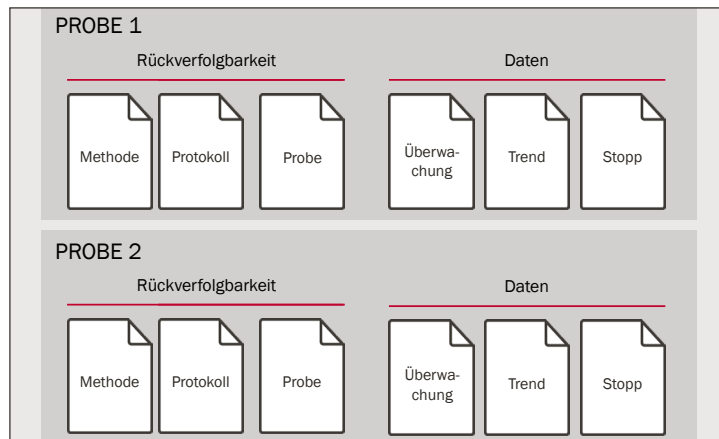 PROBE 1
Rückverfolgbarkeit
Daten
Methode
Protokoll
Probe
Überwa-
chung
Trend
Stopp
PROBE 2
Rückverfolgbarkeit
Daten
Methode
Protokoll
Probe
Überwa-
chung
Trend
Stopp